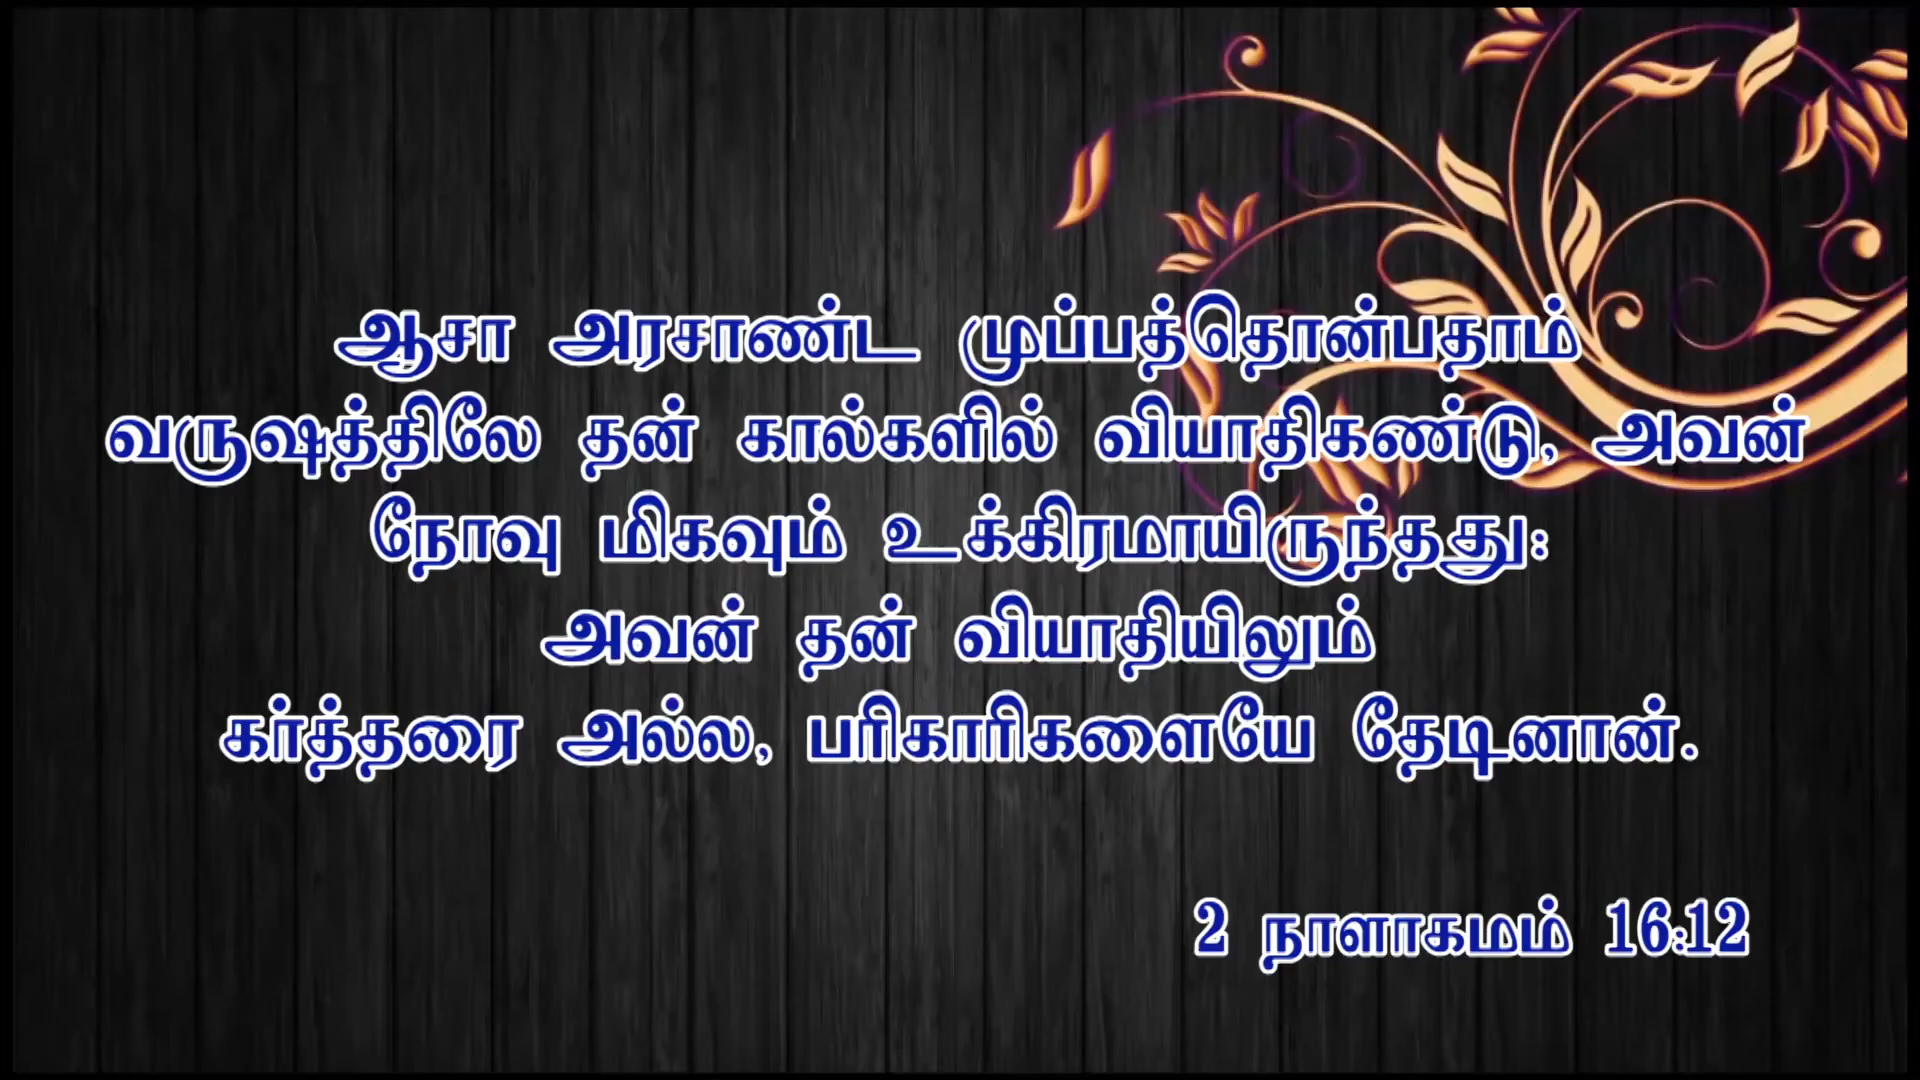 ஆசா அரசாண்ட முப்பத்தொன்பதாம்
வருஷத்திலே தன் கால்களில் வியாதிகண்டு, அவன்
நோவு மிகவும் உக்கிரமாயிருந்தது:
அவன் தன் வியாதியிலும்
கர்த்தரை அல்ல, பரிகாரிகளையே தேடினான்.
2 நாளாகமம் 16:12